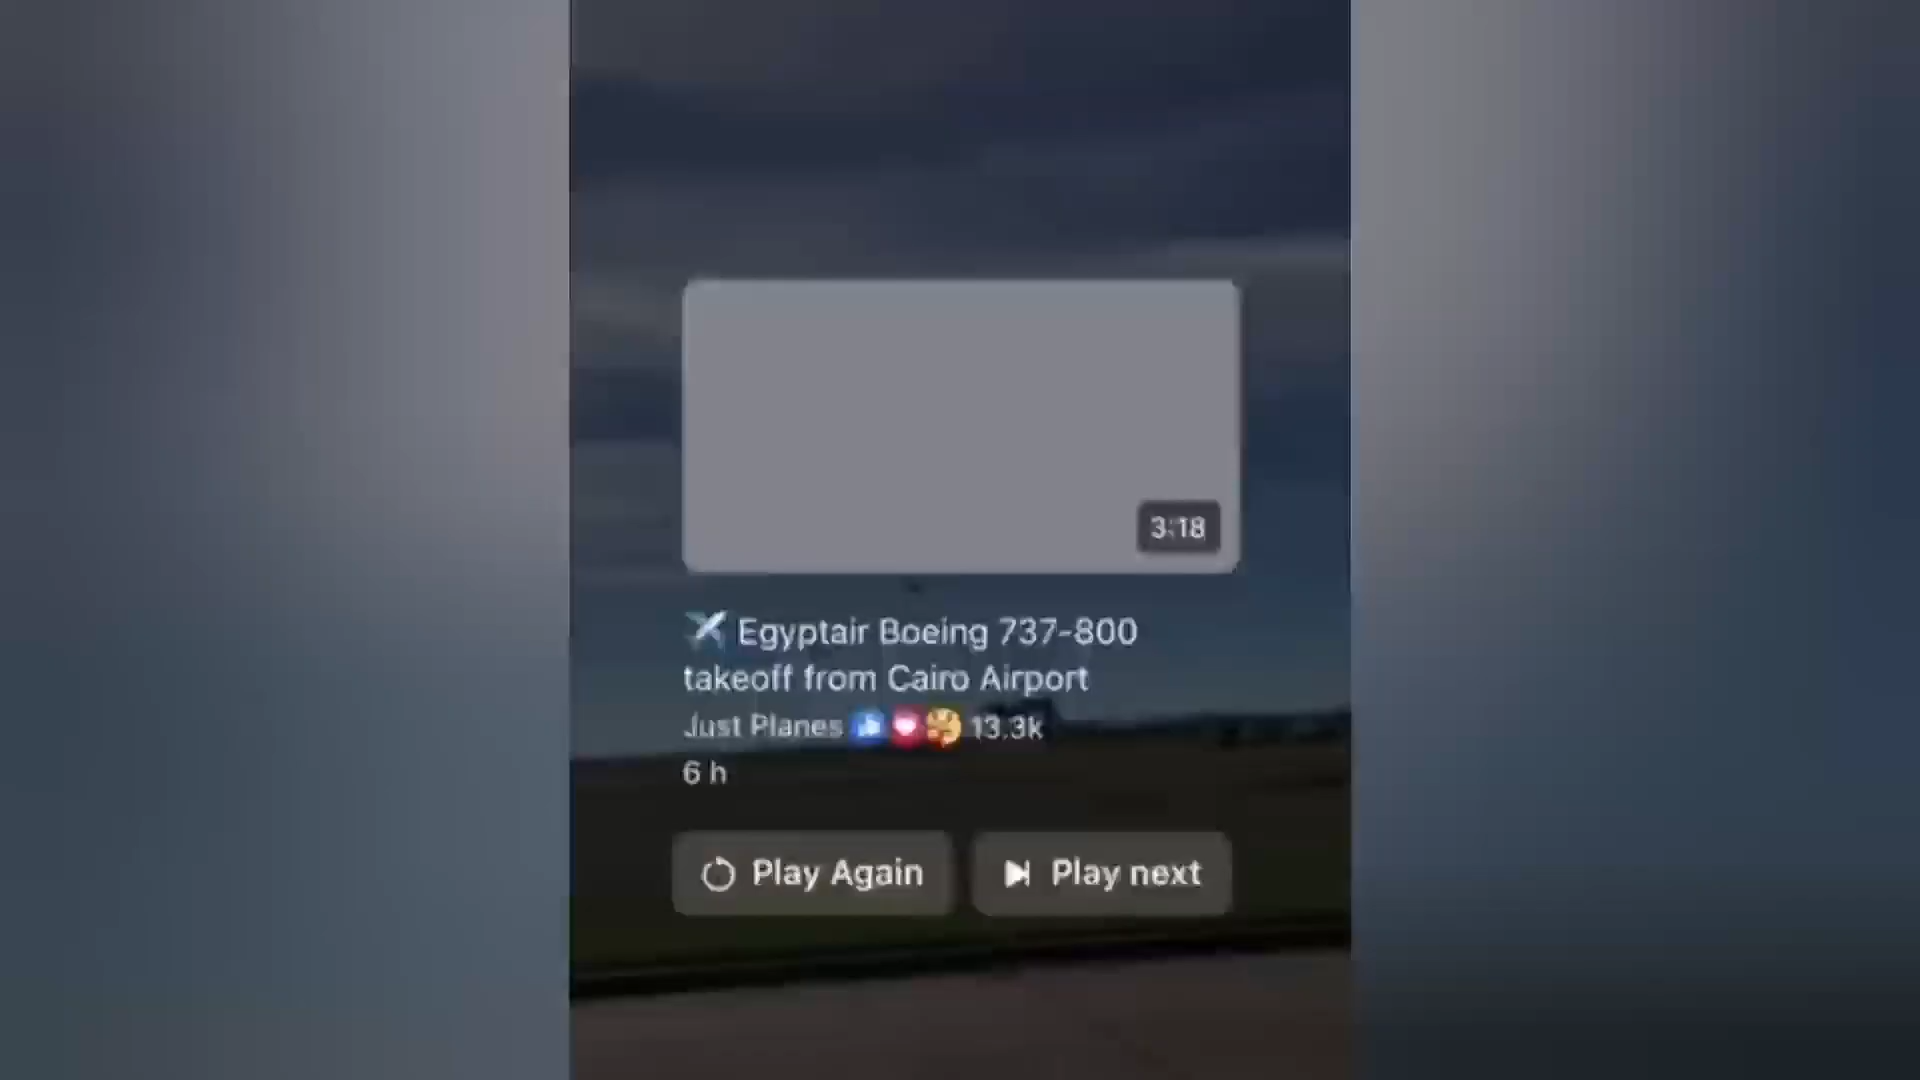 3:18
Egyptair Boeing 737-800
takeoff from Cairo Airport
Just Planes 13.3k
6 h
Play Again
Play next